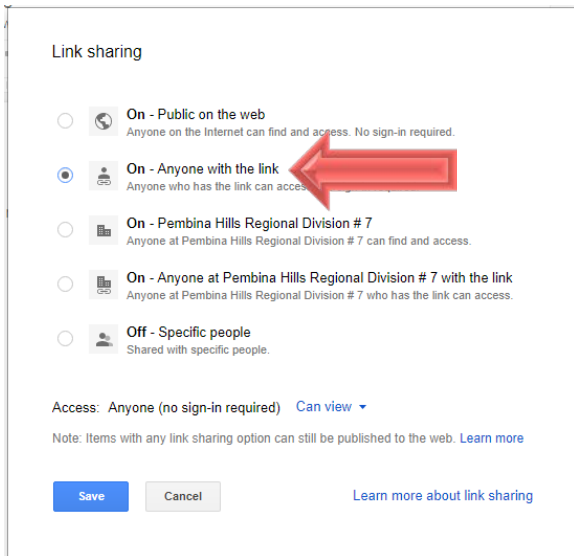 Link sharing
On - Public on the web
Anyone on the Internet can find and access. No sign-in required.
On - Anyone with the link
Anyone who has the link can access
On - Pembina Hills Regional Division # 7
Anyone at Pembina Hills Regional Division # 7 can find and access.
On - Anyone at Pembina Hills Regional Division # 7 with the link
Anyone at Pembina Hills Regional Division # 7 who has the link can access.
Off - Specific people
Shared with specific people.
Access: Anyone (no sign-in required) Can view
Note: Items with any link sharing option can still be published to the web. Learn more
Save Cancel Learn more about link sharing